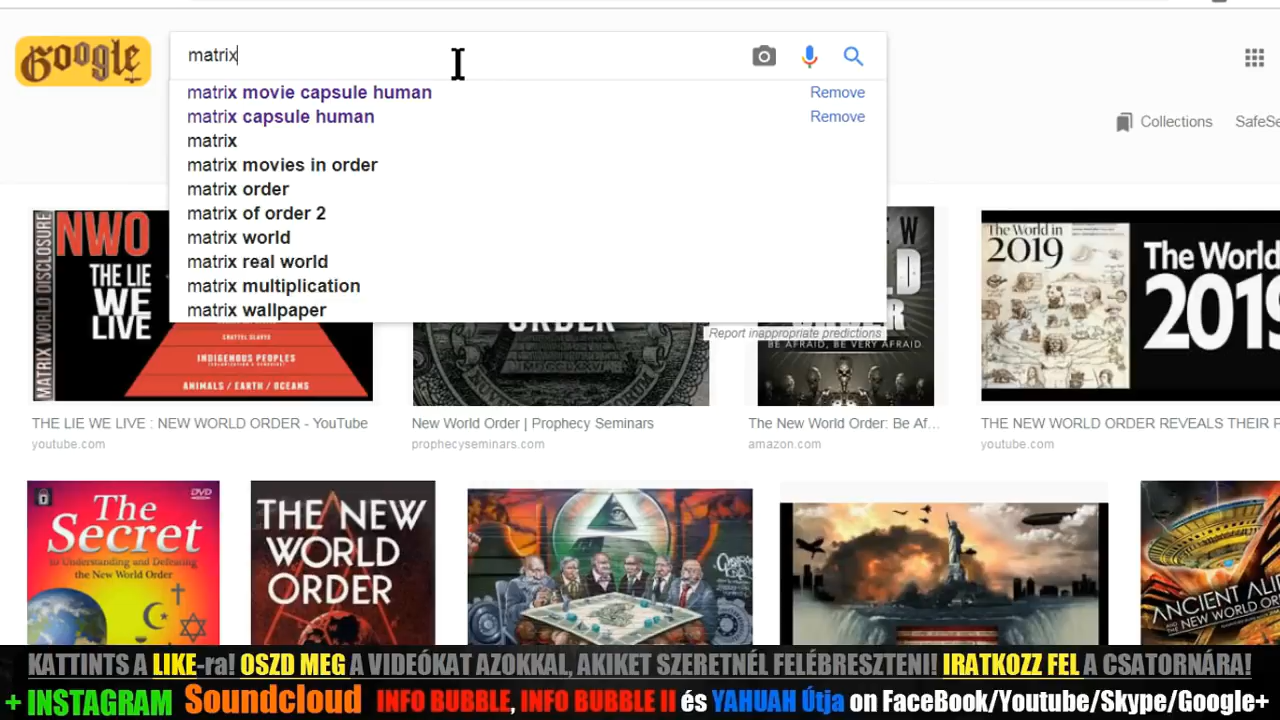 Google
matrix
matrix movie capsule human Remove
matrix capsule human Remove
matrix
matrix movies in order
matrix order
matrix of order 2
matrix world
matrix real world
matrix multiplication
matrix wallpaper
Report inappropriate predictions
Collections SafeSe
MATRIX WORLD DISCLOSURE
NWO
THE LIE
WE
LIVE
INDIGENOUS PEOPLES
ANIMALS / EARTH / OCEANS
ORDER
BE AFRAID, BE VERY AFRAID
The World in
2019
The World
2019
THE LIE WE LIVE : NEW WORLD ORDER - YouTube
youtube.com
New World Order | Prophecy Seminars
prophecyseminars.com
The New World Order: Be Af...
amazon.com
THE NEW WORLD ORDER REVEALS THEIR P
youtube.com
DVD
The
Secret
to Understanding and Defeating
the New World Order
THE NEW
WORLD
ORDER
ANCIENT ALI
AND THE NEW WORLD
KATTINTS A LIKE-ra! OSZD MEG A VIDEÓKAT AZOKKAL, AKIKET SZERETNÉL FELÉBRESZTENI! IRATKOZZ FEL A CSATORNÁRA!
+ INSTAGRAM Soundcloud INFO BUBBLE, INFO BUBBLE II és YAHUAH Útja on FaceBook/Youtube/Skype/Google+